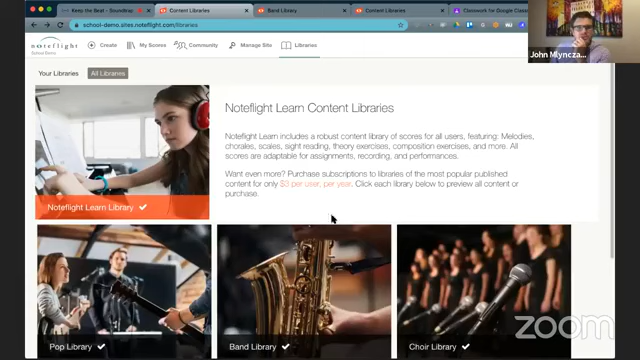 Keep the Beat - Soundtrap
Content Libraries
Band Library
Content Libraries
Classwork for Google Classro
school-demo.sites.noteflight.com/libraries
noteflight
School Demo
Create
My Scores
Community
Manage Site
Libraries
John Mlyncza...
Your Libraries
All Libraries
Noteflight Learn Content Libraries
Noteflight Learn includes a robust content library of scores for all users, featuring: Melodies,
chorales, scales, sight reading, theory exercises, composition exercises, and more. All
scores are adaptable for assignments, recording, and performances.
Want even more? Purchase subscriptions to libraries of the most popular published
content for only $3 per user, per year. Click each library below to preview all content or
purchase.
Noteflight Learn Library
Pop Library
Band Library
Choir Library
zoom